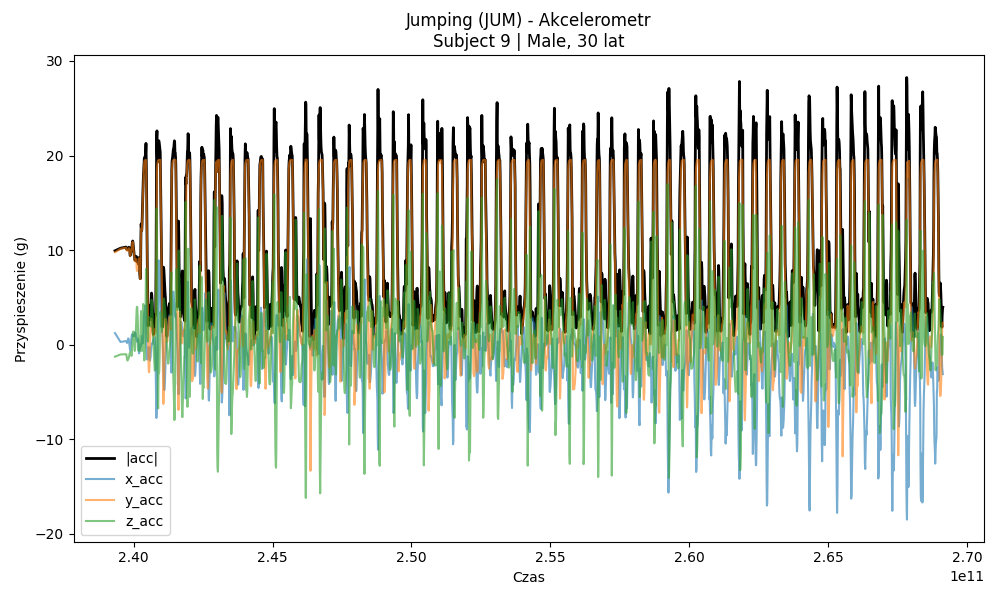 Jumping (JUM) - Akcelerometr
Subject 9 | Male, 30 lat
Przyspieszenie (g)
30
20
10
0
−10
−20
|acc|
x_acc
y_acc
z_acc
2.40
2.45
2.50
2.55
2.60
2.65
2.70
1e11
Czas